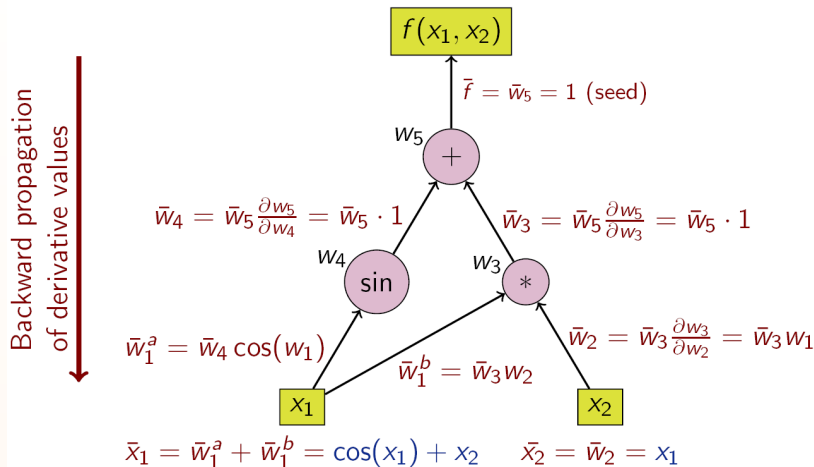 f(x₁, x₂)
f̄ = w̄₅ = 1 (seed)
w₅
+
Backward propagation
of derivative values
w̄₄ = w̄₅ ∂w₅/∂w₄ = w̄₅ · 1
w̄₃ = w̄₅ ∂w₅/∂w₃ = w̄₅ · 1
w₄
sin
w₃
*
w̄₁ᵃ = w̄₄ cos(w₁)
w̄₂ = w̄₃ ∂w₃/∂w₂ = w̄₃w₁
w̄₁ᵇ = w̄₃w₂
x₁
x₂
x̄₁ = w̄₁ᵃ + w̄₁ᵇ = cos(x₁) + x₂
x̄₂ = w̄₂ = x₁